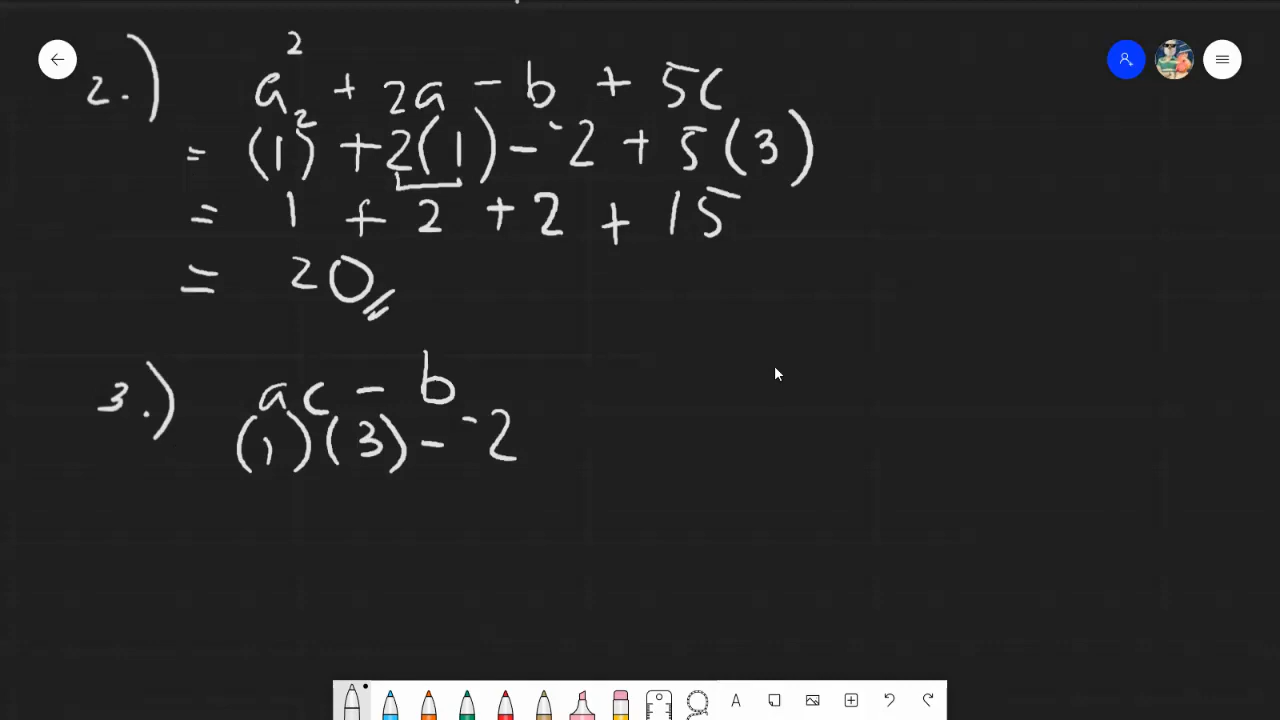 2.) a² + 2a - b + 5c
= (1)² + 2(1) - ⁻2 + 5(3)
= 1 + 2 + 2 + 15
= 20
3.) ac - b
(1)(3) - ⁻2
A